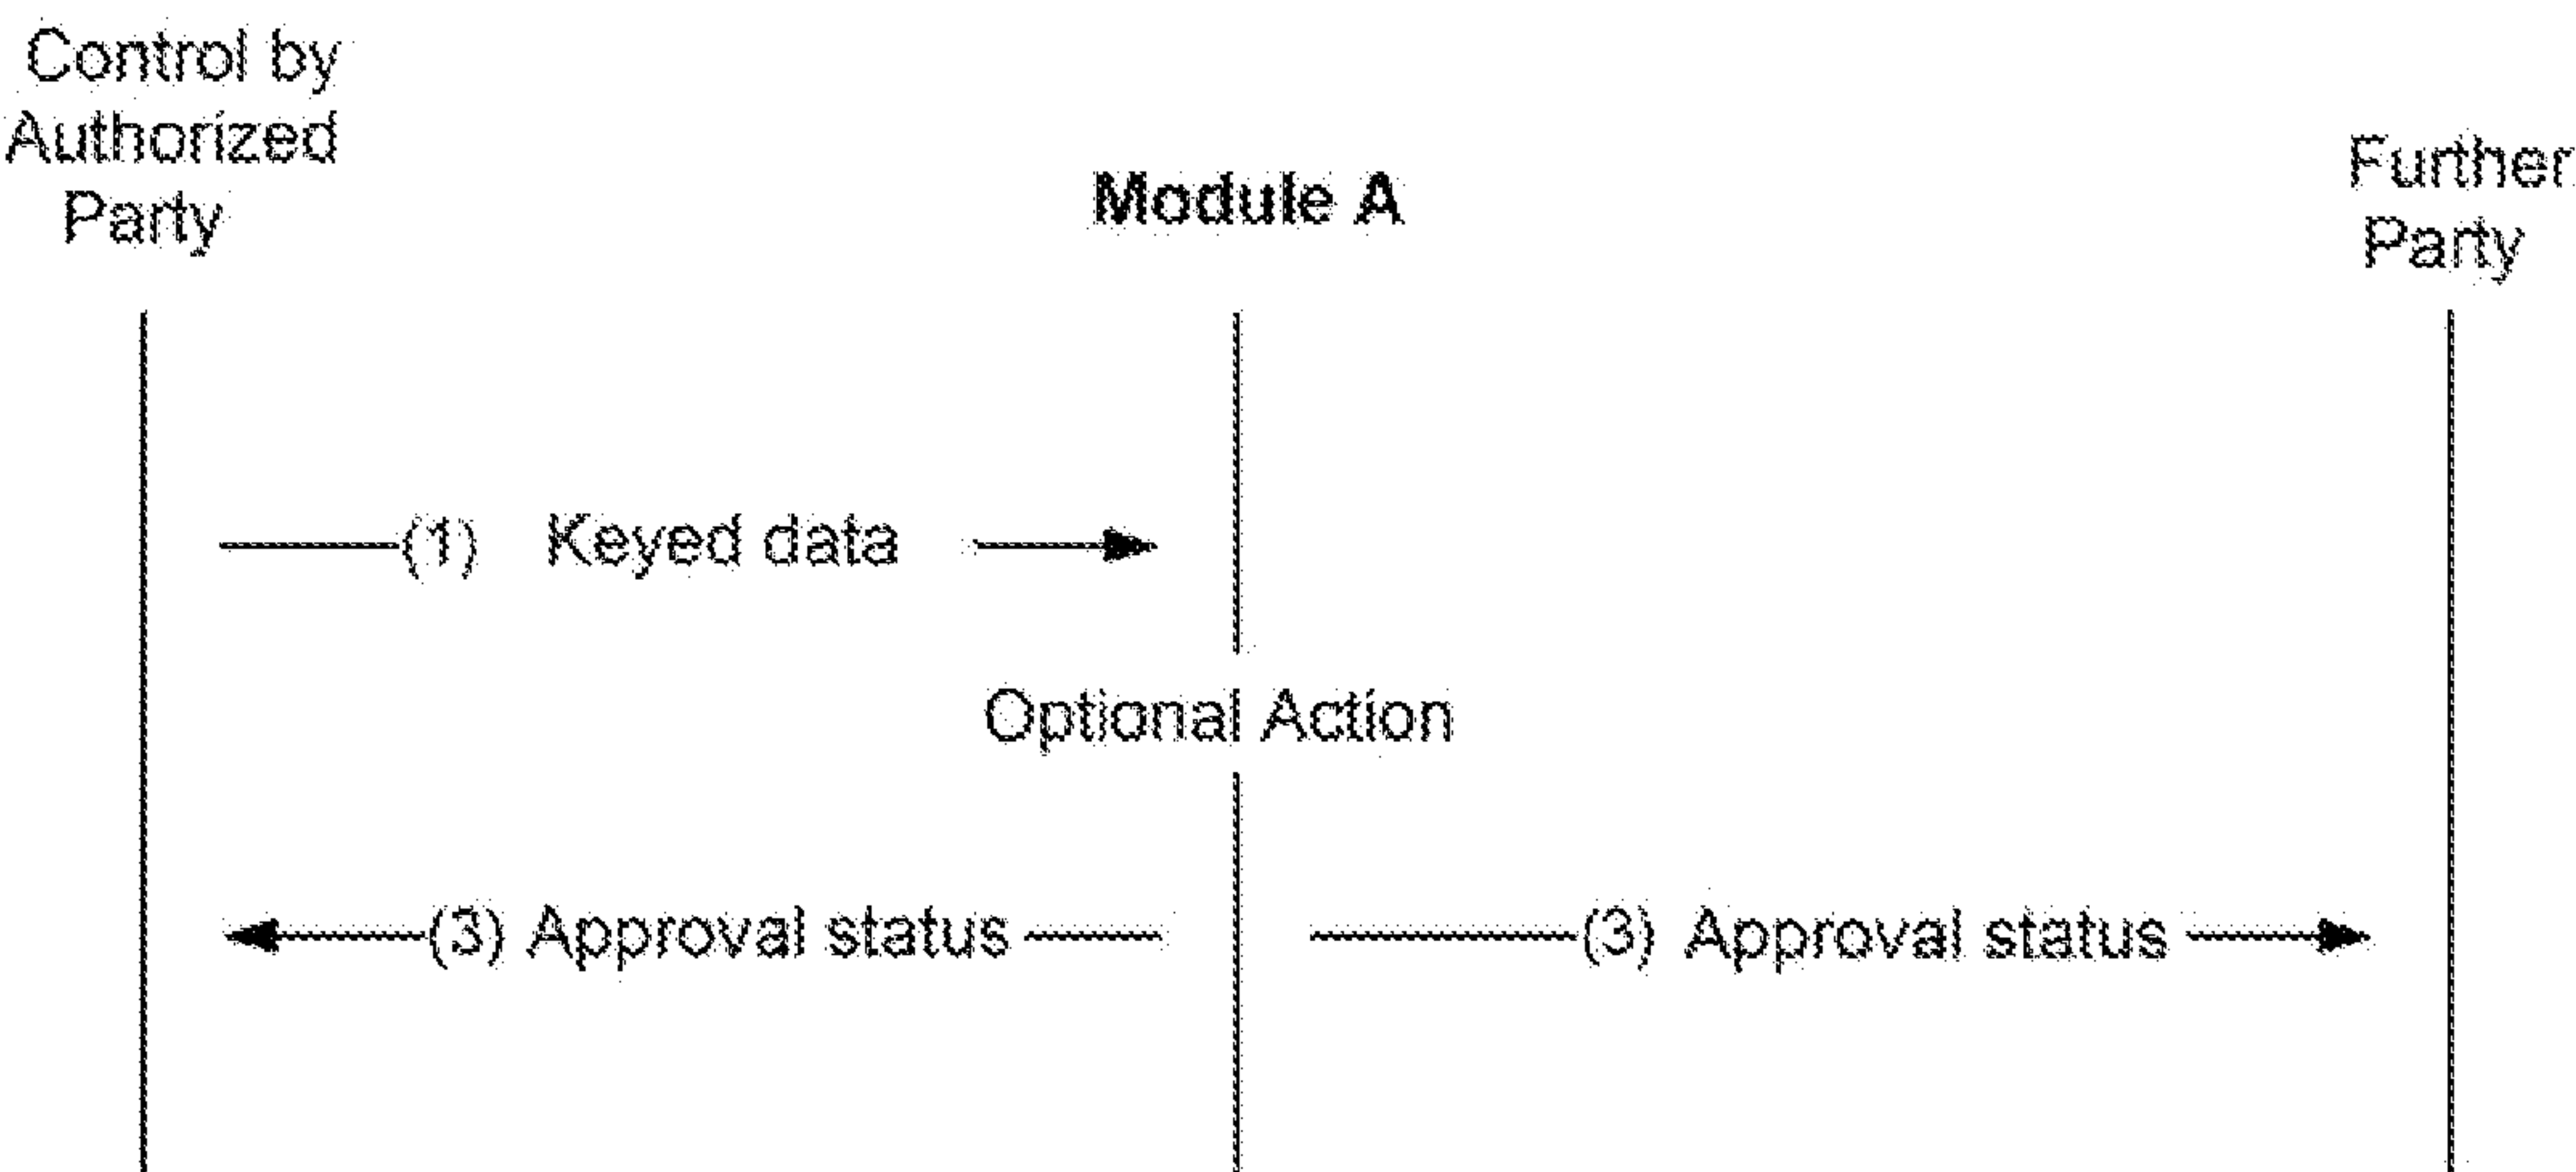 Control by
Authorized
Party
Module A
Further
Party
(1) Keyed data
Optional Action
(3) Approval status
(3) Approval status